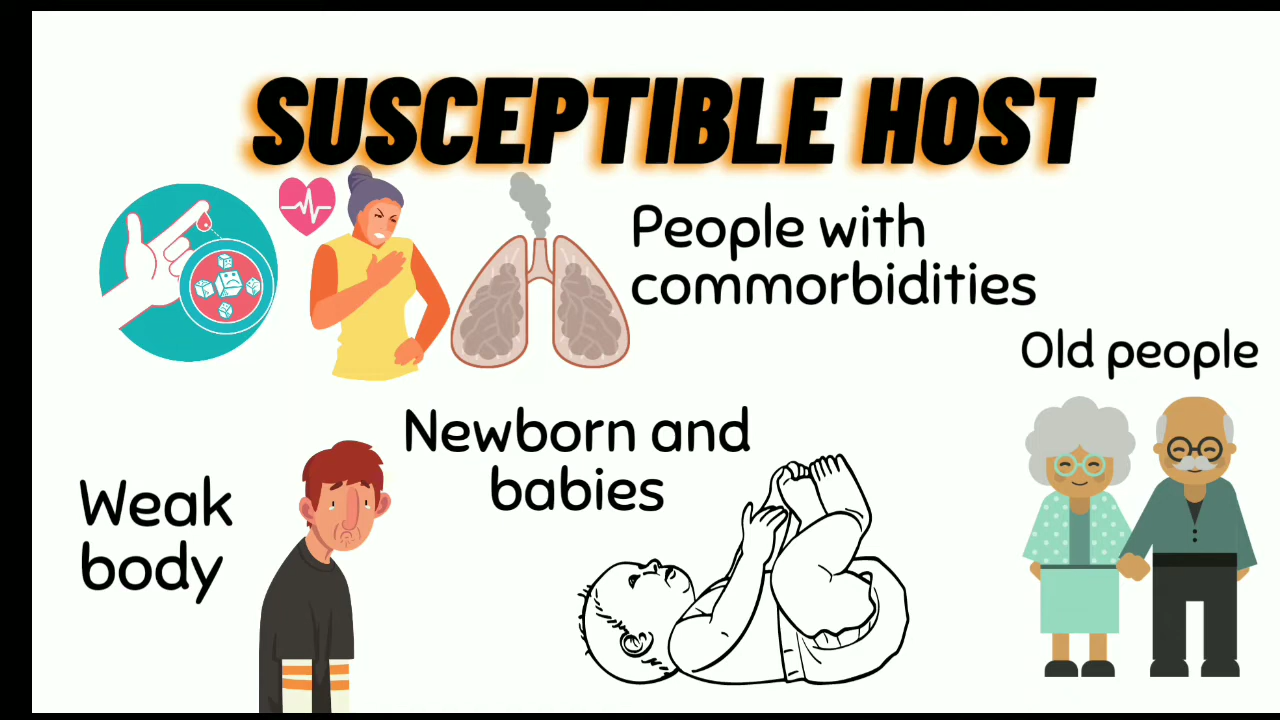 SUSCEPTIBLE HOST
People with
commorbidities
Old people
Newborn and
babies
Weak
body